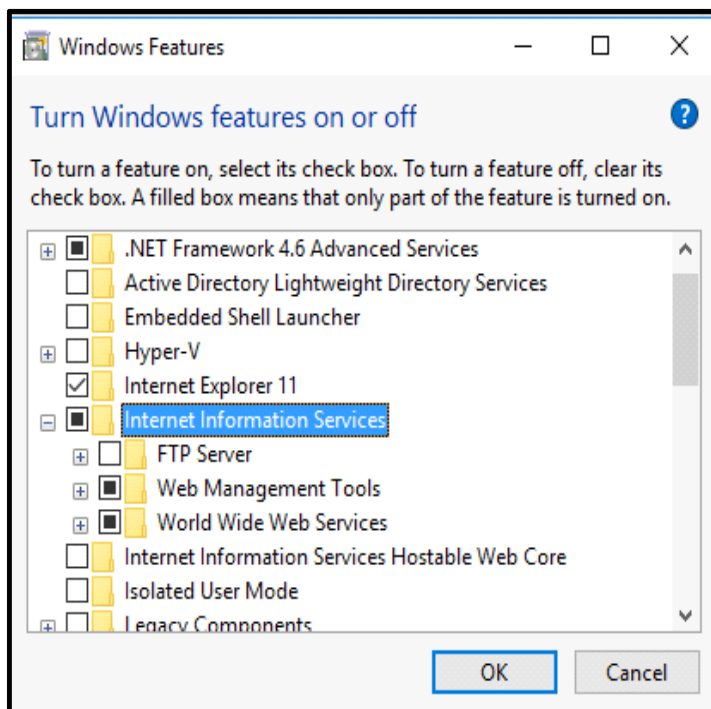 Windows Features
Turn Windows features on or off
To turn a feature on, select its check box. To turn a feature off, clear its
check box. A filled box means that only part of the feature is turned on.
.NET Framework 4.6 Advanced Services
Active Directory Lightweight Directory Services
Embedded Shell Launcher
Hyper-V
Internet Explorer 11
Internet Information Services
FTP Server
Web Management Tools
World Wide Web Services
Internet Information Services Hostable Web Core
Isolated User Mode
Legacy Components
OK Cancel